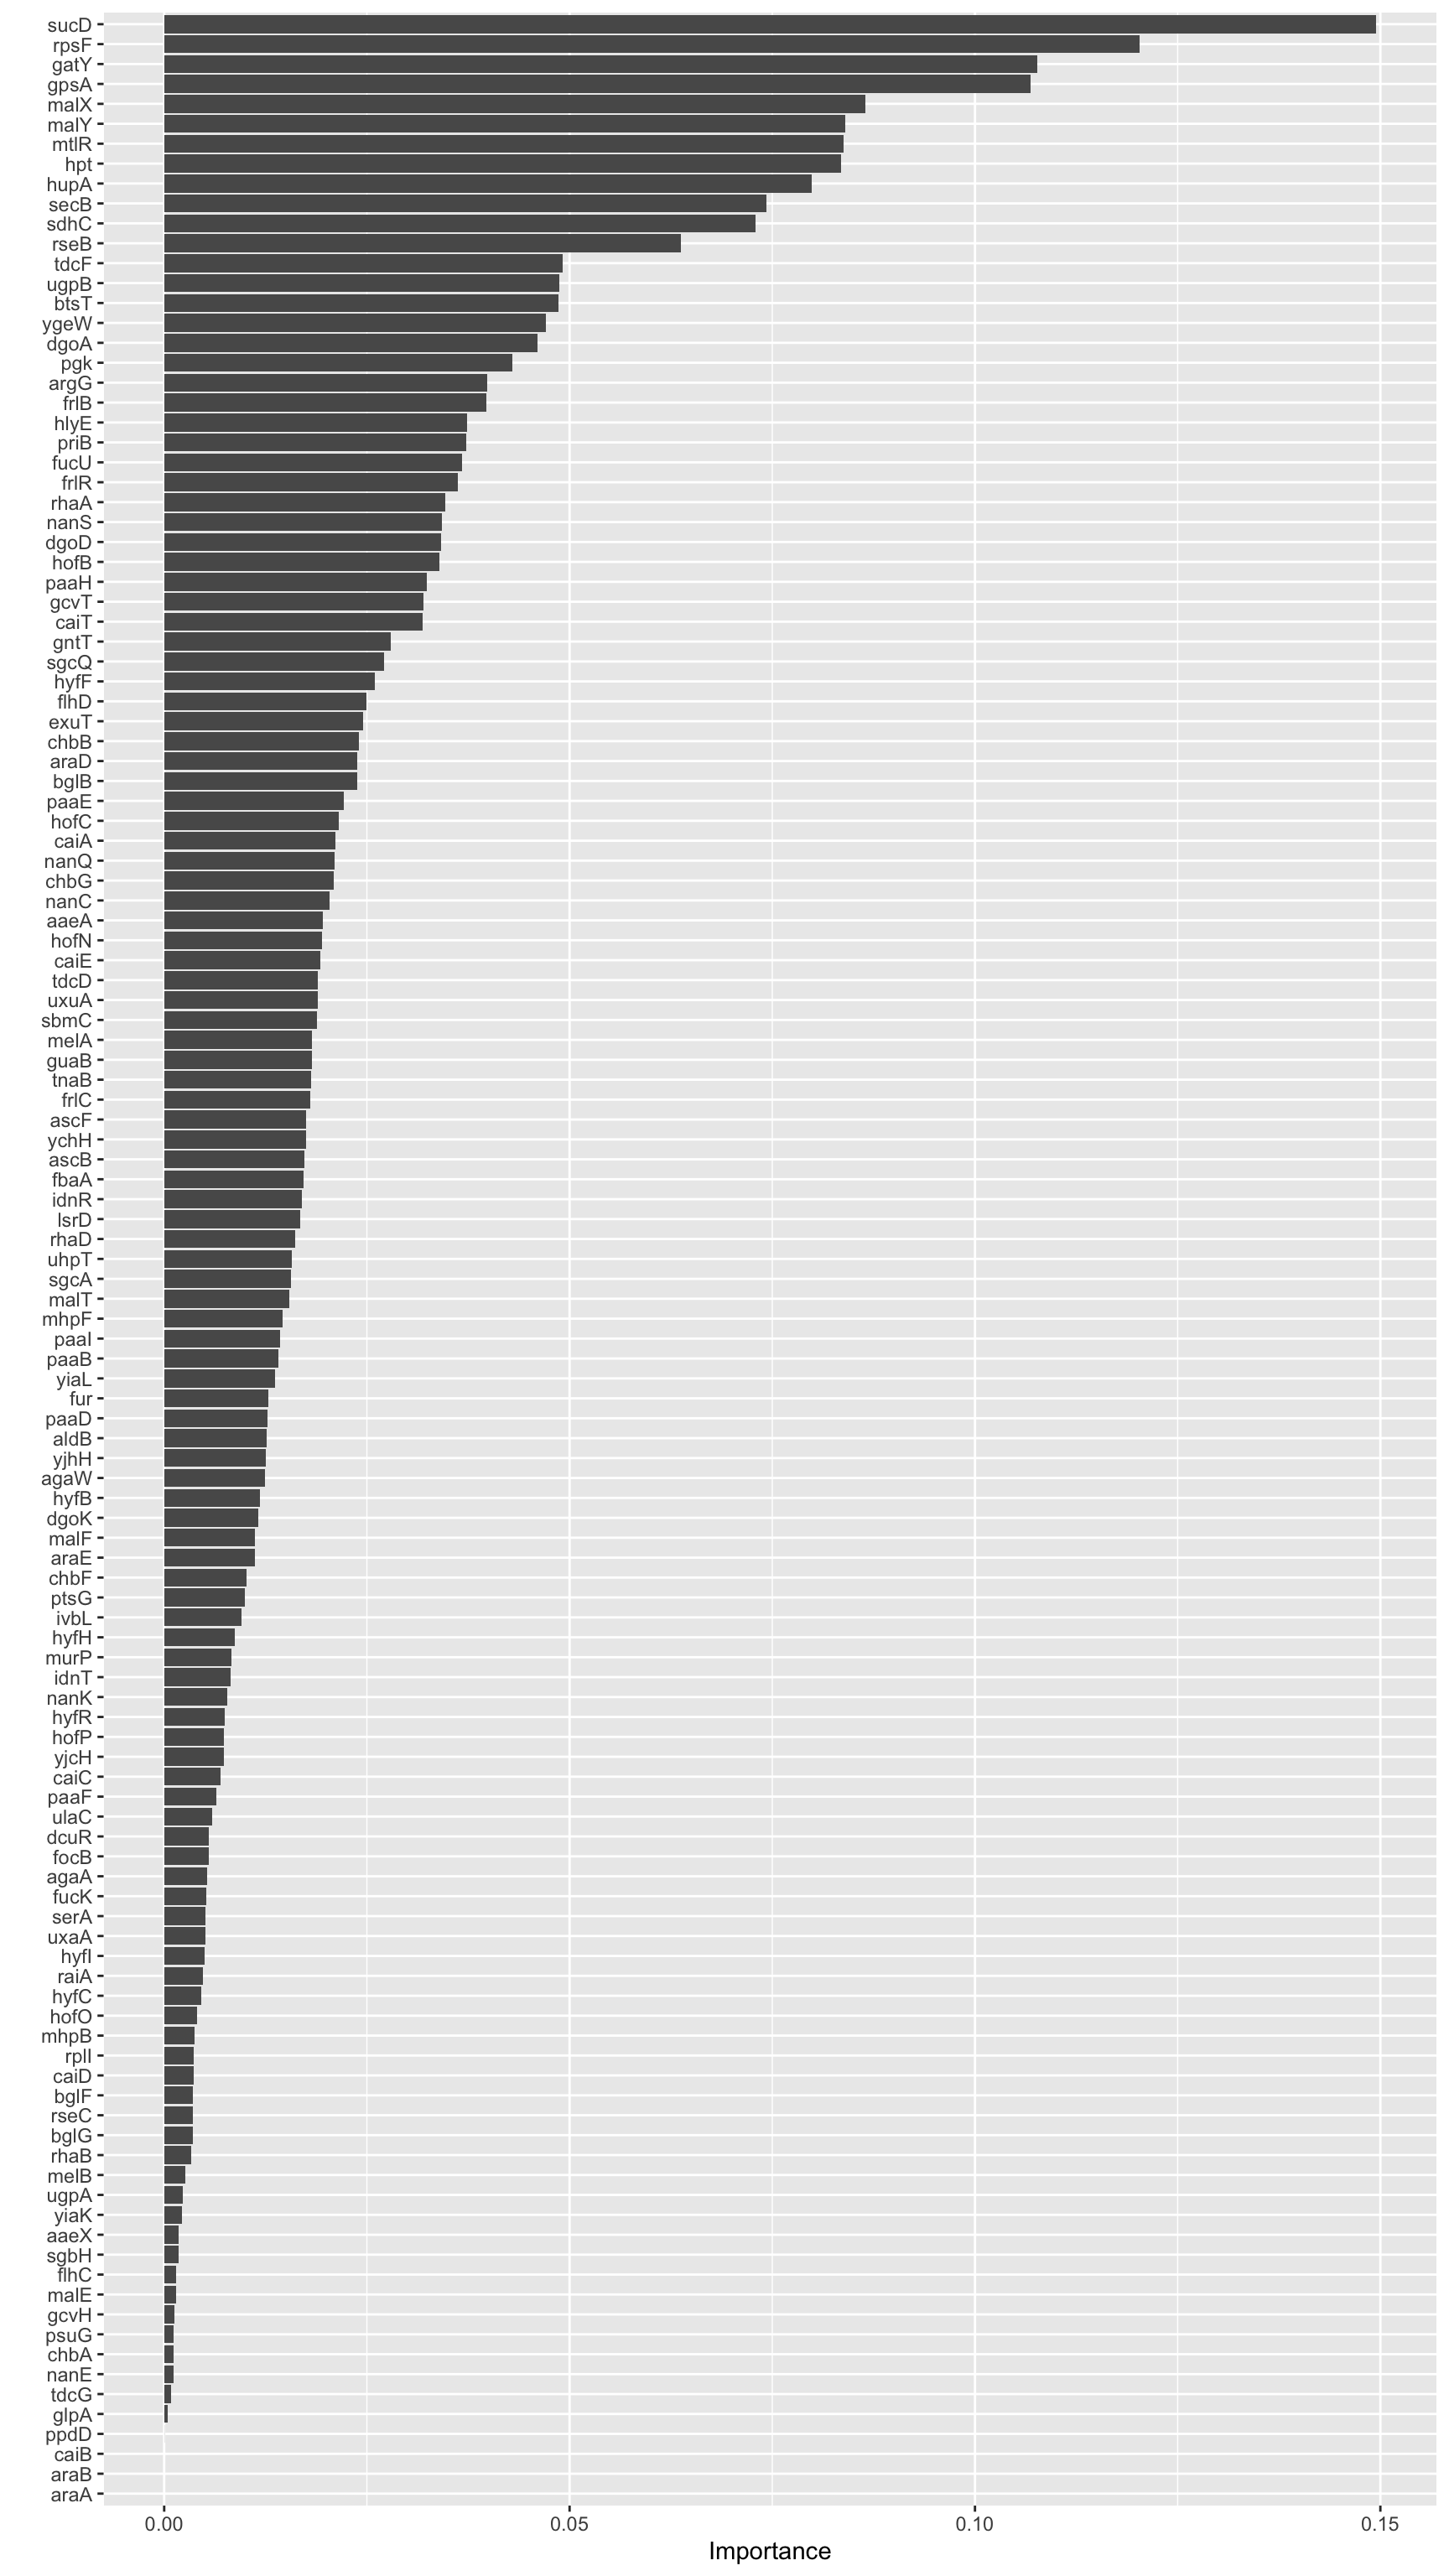 sucD
rpsF
gatY
gpsA
malX
malY
mtlR
hpt
hupA
secB
sdhC
rseB
tdcF
ugpB
btsT
ygeW
dgoA
pgk
argG
frlB
hlyE
priB
fucU
frlR
rhaA
nanS
dgoD
hofB
paaH
gcvT
caiT
gntT
sgcQ
hyfF
flhD
exuT
chbB
araD
bglB
paaE
hofC
caiA
nanQ
chbG
nanC
aaeA
hofN
caiE
tdcD
uxuA
sbmC
melA
guaB
tnaB
frlC
ascF
ychH
ascB
fbaA
idnR
lsrD
rhaD
uhpT
sgcA
malT
mhpF
paaI
paaB
yiaL
fur
paaD
aldB
yjhH
agaW
hyfB
dgoK
malF
araE
chbF
ptsG
ivbL
hyfH
murP
idnT
nanK
hyfR
hofP
yjcH
caiC
paaF
ulaC
dcuR
focB
agaA
fucK
serA
uxaA
hyfI
raiA
hyfC
hofO
mhpB
rplI
caiD
bglF
rseC
bglG
rhaB
melB
ugpA
yiaK
aaeX
sgbH
flhC
malE
gcvH
psuG
chbA
nanE
tdcG
glpA
ppdD
caiB
araB
araA
0.00 0.05 0.10 0.15
Importance